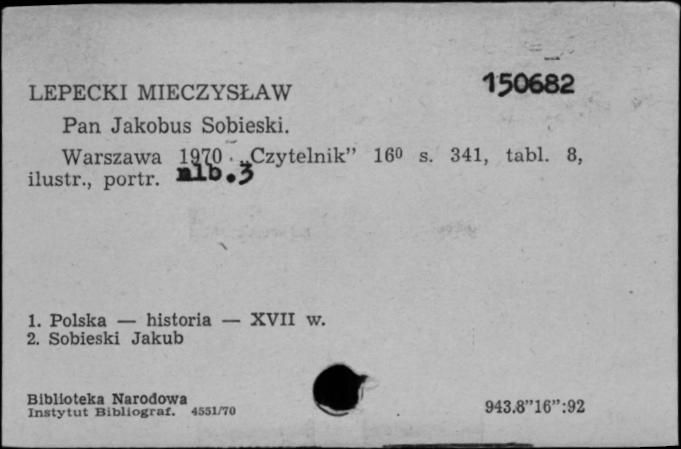 LEPECKI MIECZYSŁAW
150682
Pan Jakobus Sobieski.
Warszawa 1970 „Czytelnik” 16⁰ s. 341, tabl. 8,
ilustr., portr. nlb. 3
1. Polska — historia — XVII w.
2. Sobieski Jakub
Biblioteka Narodowa
Instytut Bibliograf. 4551/70
943.8”16”:92